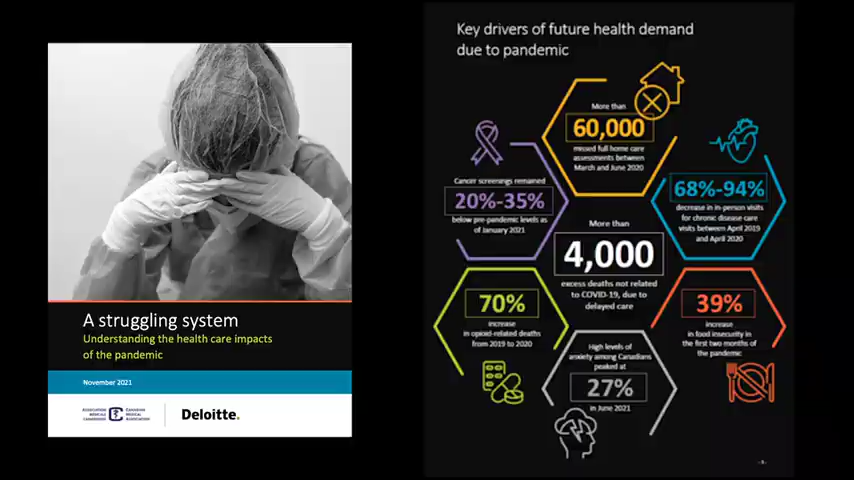 A struggling system
Understanding the health care impacts
of the pandemic
November 2021
ASSOCIATION
MÉDICALE
CANADIENNE
CANADIAN
MEDICAL
ASSOCIATION
Deloitte.
Key drivers of future health demand
due to pandemic
More than
60,000
missed full home care
assessments between
March and June 2020
Cancer screenings remained
20%-35%
below pre-pandemic levels as
of January 2021
68%-94%
decrease in in-person visits
for chronic disease care
visits between April 2019
and April 2020
More than
4,000
excess deaths not related
to COVID-19, due to
delayed care
70%
increase
in opioid-related deaths
from 2019 to 2020
39%
increase
in food insecurity in
the first two months of
the pandemic
High levels of
anxiety among Canadians
peaked at
27%
in June 2021